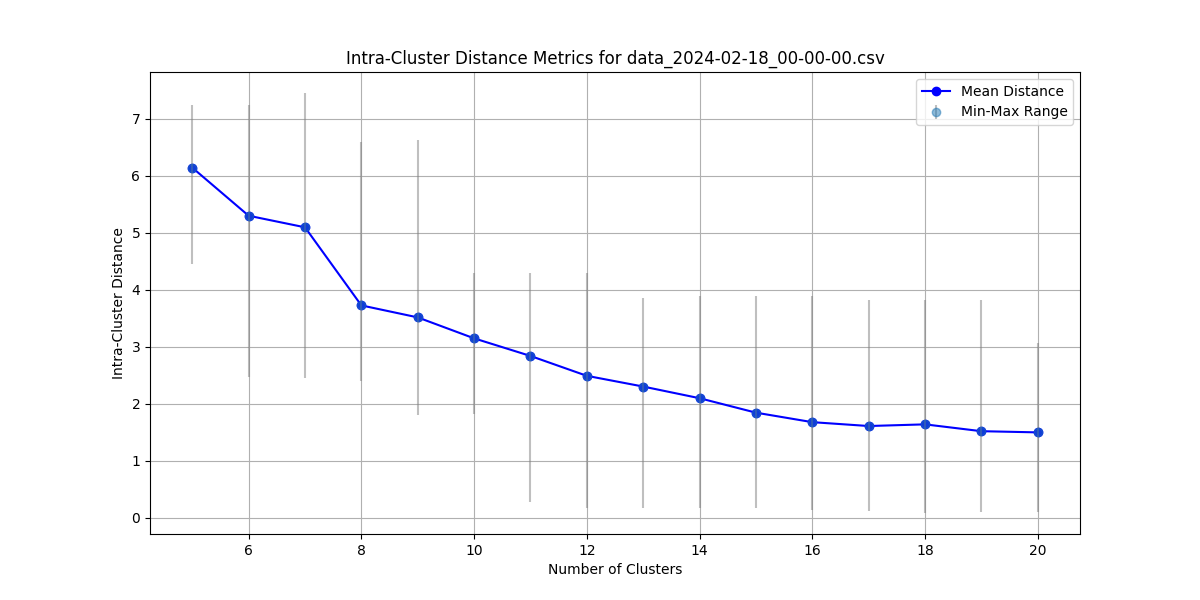 Intra-Cluster Distance Metrics for data_2024-02-18_00-00-00.csv
Mean Distance
Min-Max Range
Intra-Cluster Distance
7
6
5
4
3
2
1
0
6 8 10 12 14 16 18 20
Number of Clusters